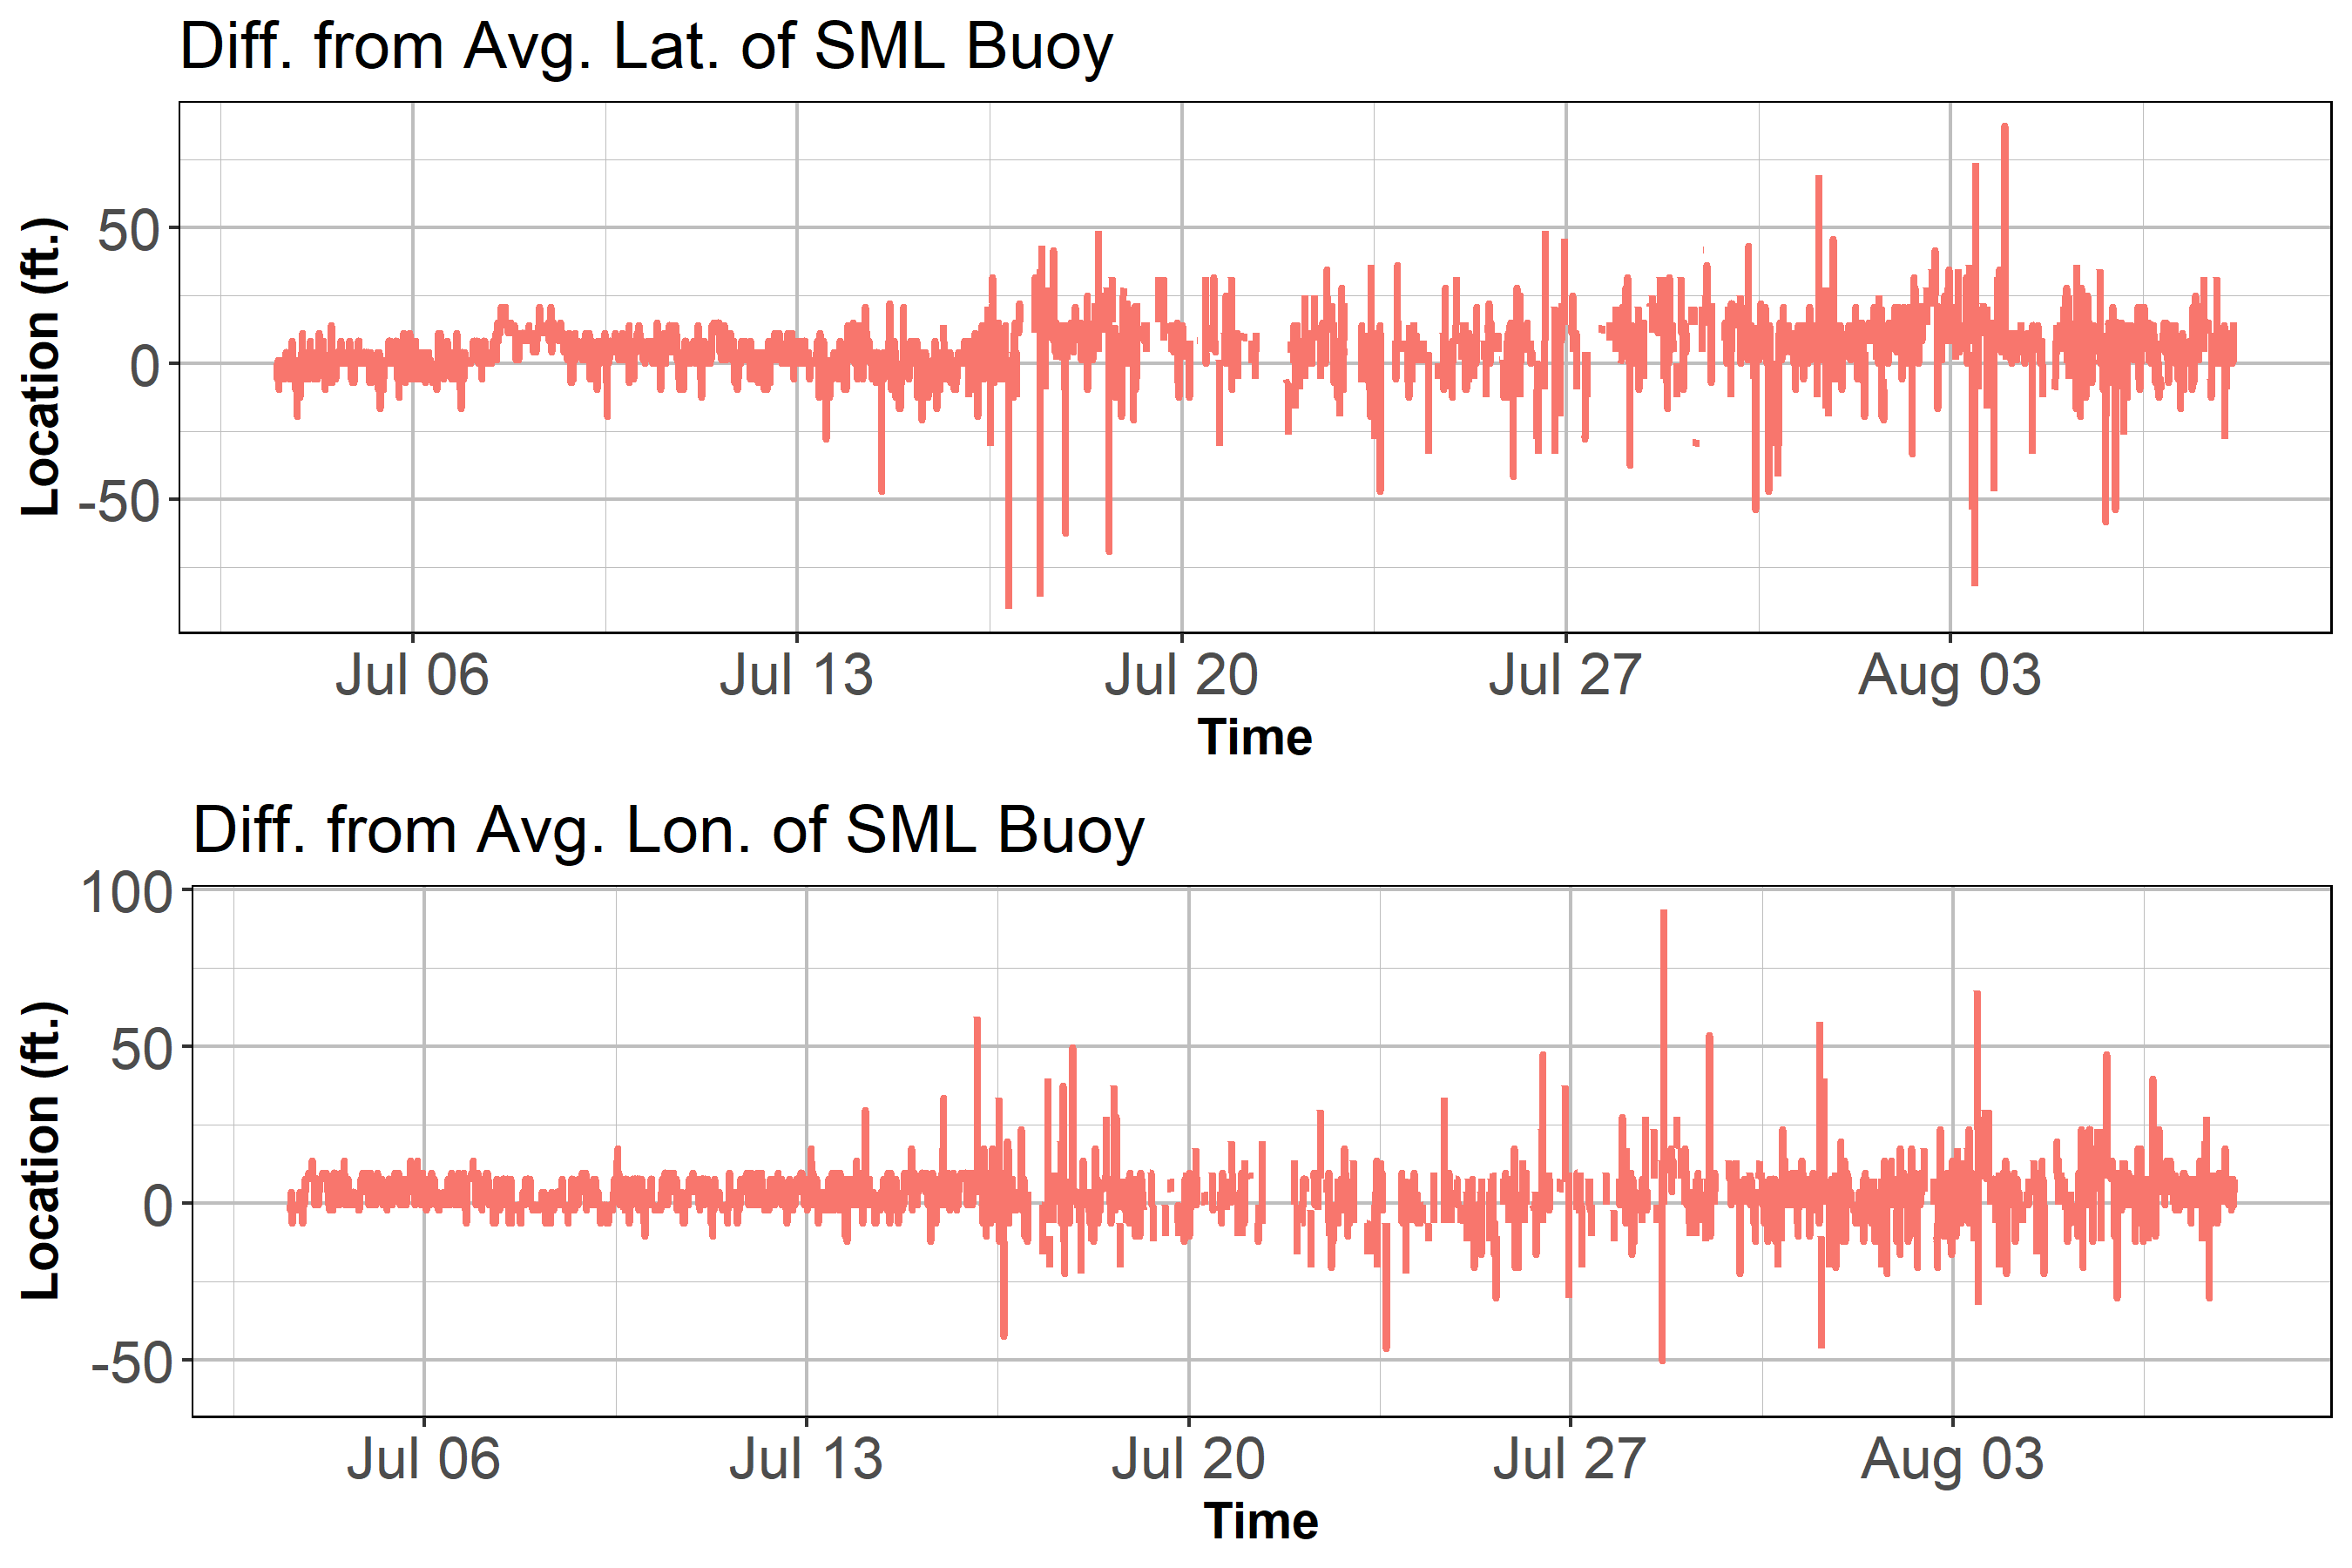 Diff. from Avg. Lat. of SML Buoy
Location (ft.)
50
0
-50
Jul 06 Jul 13 Jul 20 Jul 27 Aug 03
Time
Diff. from Avg. Lon. of SML Buoy
Location (ft.)
100
50
0
-50
Jul 06 Jul 13 Jul 20 Jul 27 Aug 03
Time